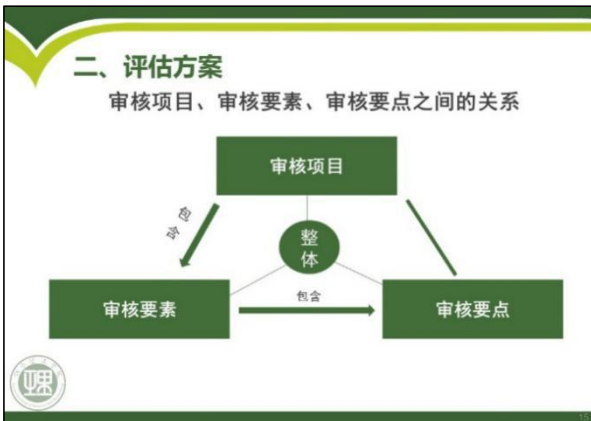 二、评估方案
审核项目、审核要素、审核要点之间的关系
审核项目
包含
整体
审核要素
包含
审核要点
15